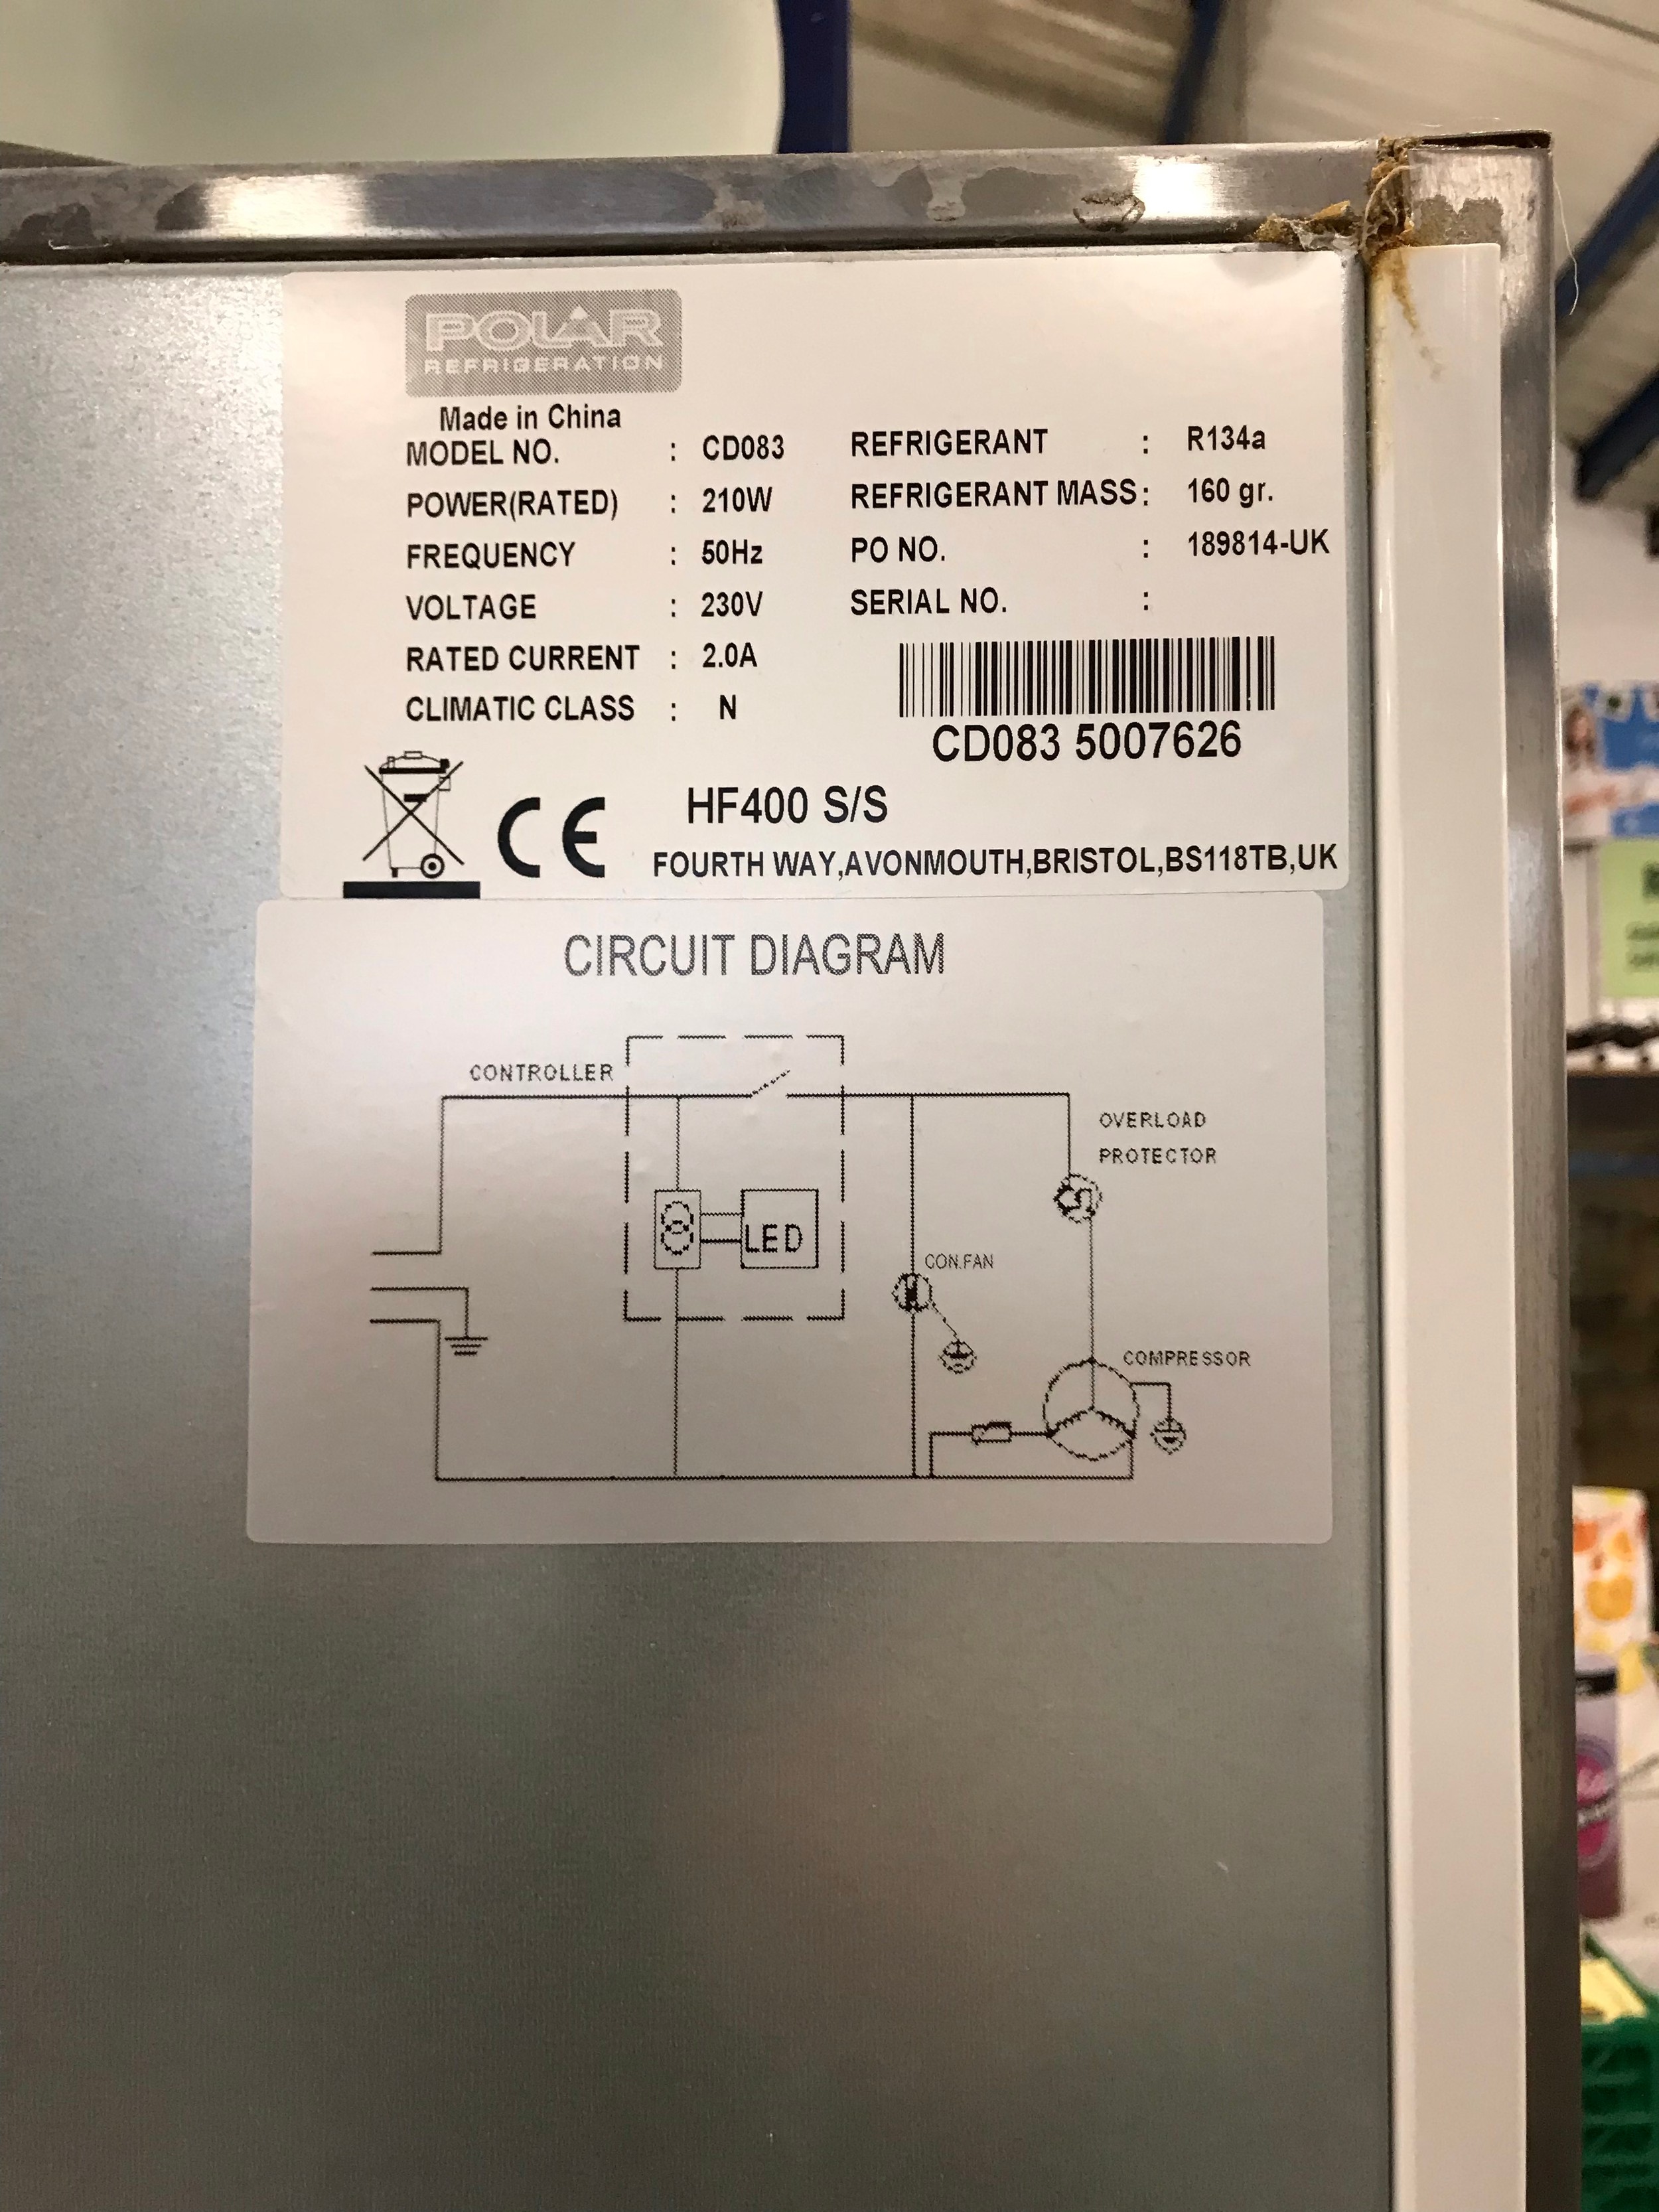 POLAR
REFRIGERATION
Made in China
MODEL NO. : CD083
POWER(RATED) : 210W
FREQUENCY : 50Hz
VOLTAGE : 230V
RATED CURRENT : 2.0A
CLIMATIC CLASS : N
REFRIGERANT : R134a
REFRIGERANT MASS: 160 gr.
PO NO. : 189814-UK
SERIAL NO. :
CD083 5007626
CE
HF400 S/S
FOURTH WAY,AVONMOUTH,BRISTOL,BS118TB,UK
CIRCUIT DIAGRAM
CONTROLLER
OVERLOAD
PROTECTOR
LED
CON.FAN
COMPRESSOR